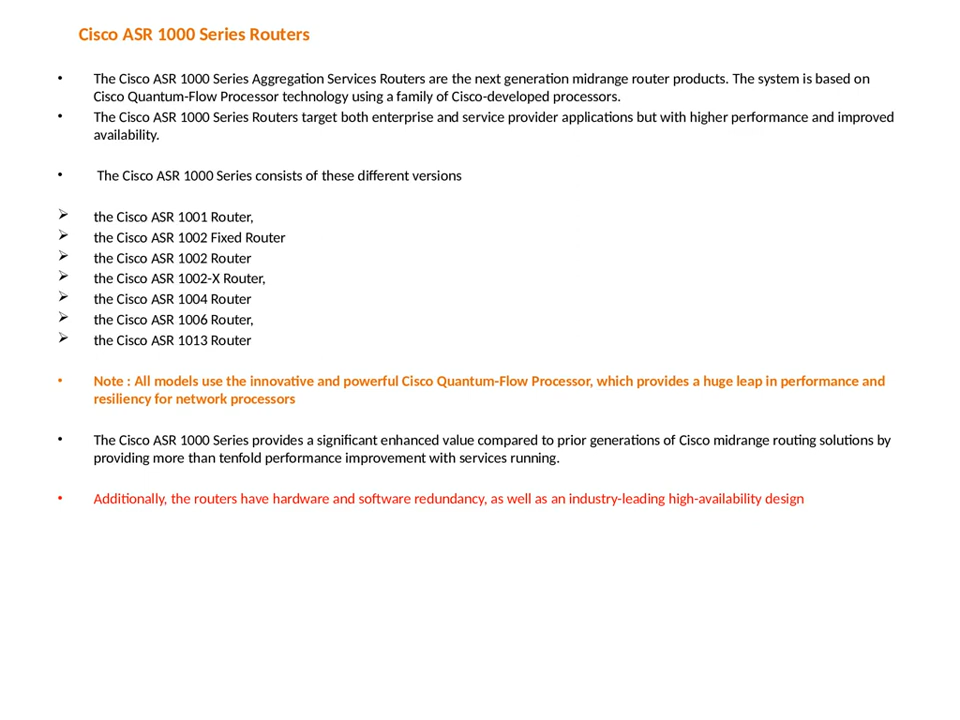 Cisco ASR 1000 Series Routers
• The Cisco ASR 1000 Series Aggregation Services Routers are the next generation midrange router products. The system is based on
Cisco Quantum-Flow Processor technology using a family of Cisco-developed processors.
• The Cisco ASR 1000 Series Routers target both enterprise and service provider applications but with higher performance and improved
availability.
• The Cisco ASR 1000 Series consists of these different versions
➢ the Cisco ASR 1001 Router,
➢ the Cisco ASR 1002 Fixed Router
➢ the Cisco ASR 1002 Router
➢ the Cisco ASR 1002-X Router,
➢ the Cisco ASR 1004 Router
➢ the Cisco ASR 1006 Router,
➢ the Cisco ASR 1013 Router
• Note : All models use the innovative and powerful Cisco Quantum-Flow Processor, which provides a huge leap in performance and
resiliency for network processors
• The Cisco ASR 1000 Series provides a significant enhanced value compared to prior generations of Cisco midrange routing solutions by
providing more than tenfold performance improvement with services running.
• Additionally, the routers have hardware and software redundancy, as well as an industry-leading high-availability design